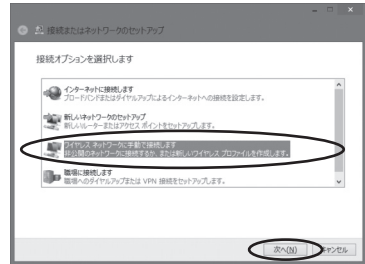 接続またはネットワークのセットアップ
接続オプションを選択します
インターネットに接続します
ブロードバンドまたはダイヤルアップによるインターネットへの接続を設定します。
新しいネットワークのセットアップ
新しいルーターまたはアクセス ポイントをセットアップします。
ワイヤレス ネットワークに手動で接続します
非公開のネットワークに接続するか、または新しいワイヤレス プロファイルを作成します。
職場に接続します
職場へのダイヤルアップまたは VPN 接続をセットアップします。
次へ(N)
キャンセル